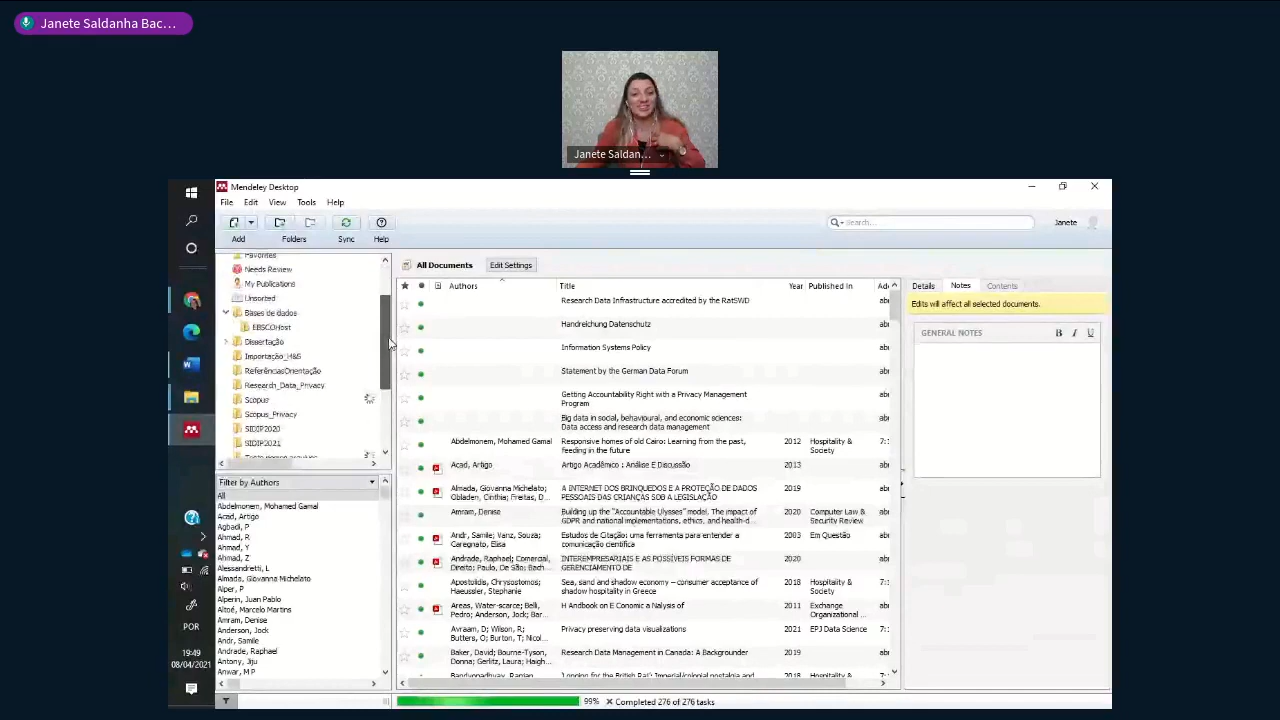 Janete Saldanha Bac...
Janete Saldan...
Mendeley Desktop
File Edit View Tools Help
Search...
Janete
Add Folders Sync Help
Favorites
Needs Review
My Publications
Unsorted
Bases de dados
EBSCOHost
Dissertação
Importação_H&S
ReferênciasOrientação
Research_Data_Privacy
Scopus
Scopus_Privacy
SIDIP2020
SIDIP2021
Filter by Authors
All
Abdelmonem, Mohamed Gamal
Acad, Artigo
Agbadi, P
Ahmad, R
Ahmad, Y
Ahmad, Z
Alessandretti, L
Almada, Giovanna Michelato
Alper, P
Alperin, Juan Pablo
Altoé, Marcelo Martins
Amram, Denise
Anderson, Jock
Andr, Samile
Andrade, Raphael
Antony, Jiju
Anwar, M P
All Documents Edit Settings
Authors Title Year Published In
Research Data Infrastructure accredited by the RatSWD
Handreichung Datenschutz
Information Systems Policy
Statement by the German Data Forum
Getting Accountability Right with a Privacy Management
Program
Big data in social, behavioural, and economic sciences:
Data access and research data management
Abdelmonem, Mohamed Gamal Responsive homes of old Cairo: Learning from the past, 2012 Hospitality & 7:
feeding in the future Society
Acad, Artigo Artigo Acadêmico : Análise E Discussão 2013 abr
Almada, Giovanna Michelato; A INTERNET DOS BRINQUEDOS E A PROTEÇÃO DE DADOS 2019 abr
Obladen, Cinthia; Freitas, D... PESSOAIS DAS CRIANÇAS SOB A LEGISLAÇÃO
Amram, Denise Building up the "Accountable Ulysses" model. The impact of 2020 Computer Law & abr
GDPR and national implementations, ethics, and health-d... Security Review
Andr, Samile; Vanz, Souza; Estudos de Citação: uma ferramenta para entender a 2003 Em Questão abr
Caregnato, Elisa comunicação científica
Andrade, Raphael; Comercial, INTEREMPRESARIAIS E AS POSSÍVEIS FORMAS DE 2020 abr
Direito; Paulo, De São; Bach... GERENCIAMENTO DE
Apostolidis, Chrysostomos; Sea, sand and shadow economy – consumer acceptance of 2018 Hospitality & 7:
Haeussler, Stephanie shadow hospitality in Greece Society
Areas, Water-scarce; Belli, H Andbook on E Conomic a Nalysis of 2011 Exchange abr
Pedro; Anderson, Jock; Bar... Organizational ...
Avraam, D; Wilson, R; Privacy preserving data visualizations 2021 EPJ Data Science 7:
Butters, O; Burton, T; Nicol...
Baker, David; Bourne-Tyson, Research Data Management in Canada: A Backgrounder 2019 abr
Donna; Gerlitz, Laura; Haigh...
Details Notes Contents
Edits will affect all selected documents.
GENERAL NOTES B I U
POR
19:49
08/04/2021
99% Completed 276 of 276 tasks